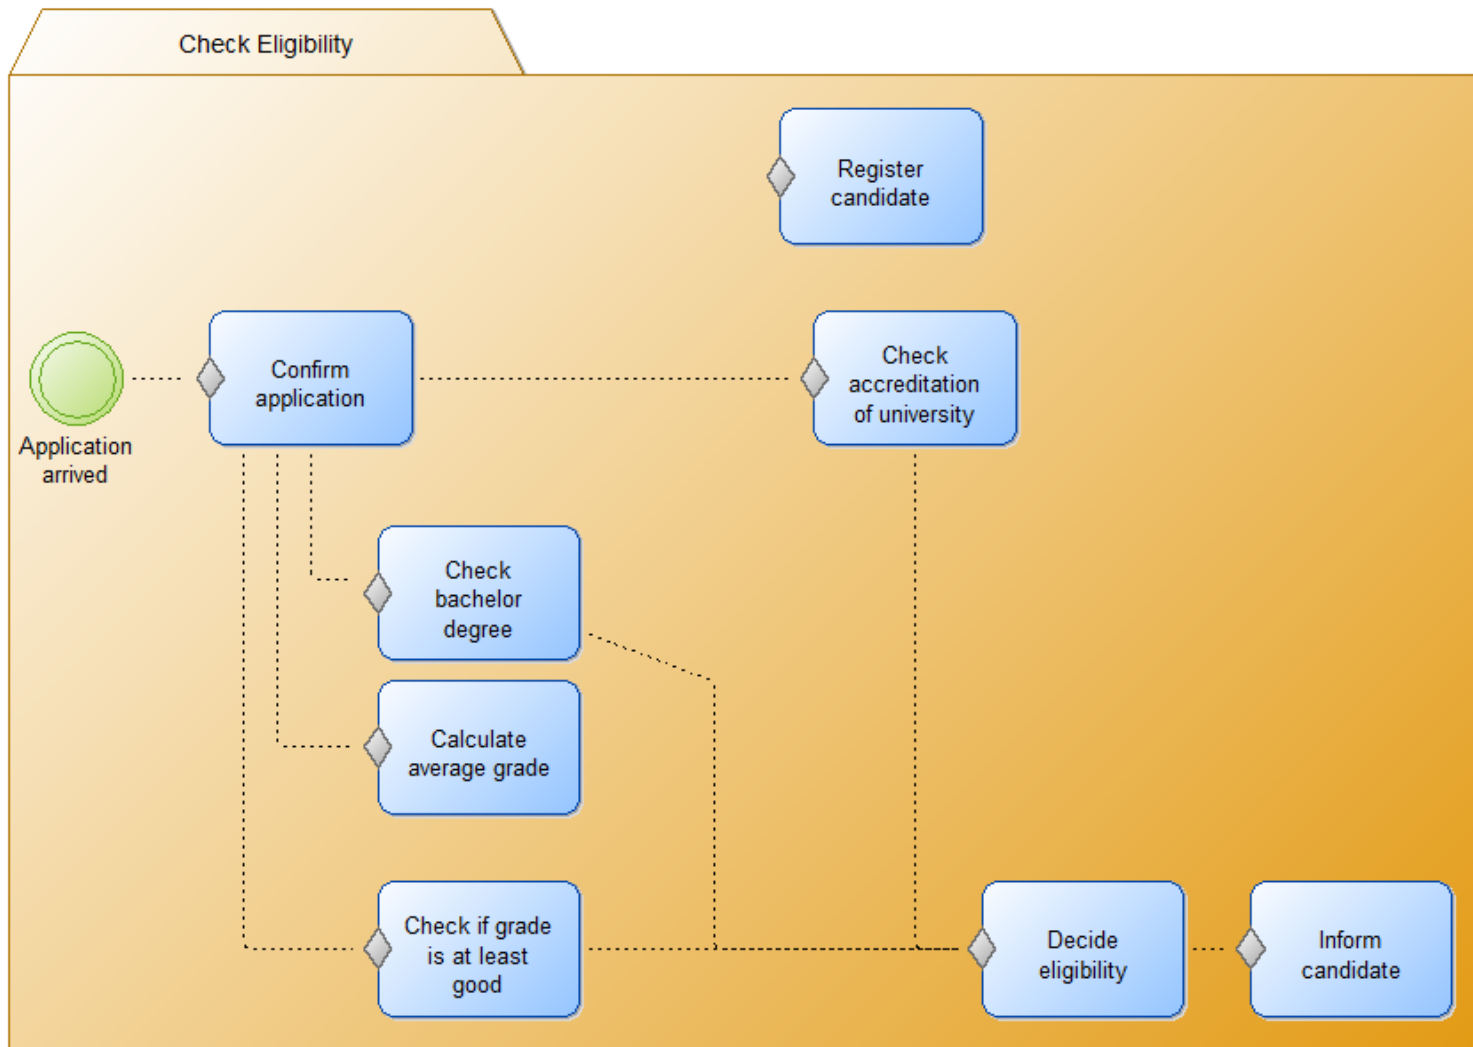 Check Eligibility
Register
candidate
Application
arrived
Confirm
application
Check
accreditation
of university
Check
bachelor
degree
Calculate
average grade
Check if grade
is at least
good
Decide
eligibility
Inform
candidate